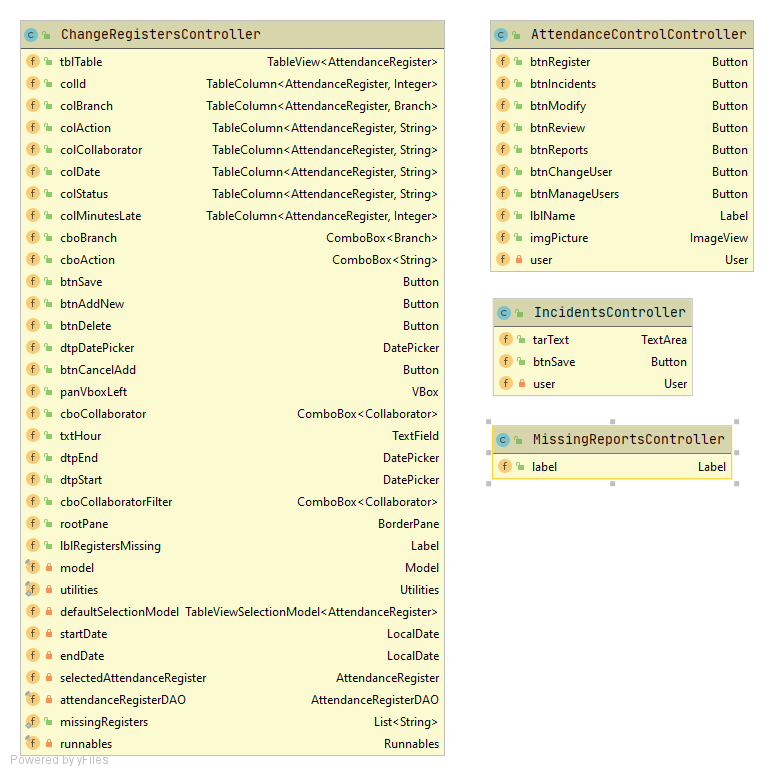 C ChangeRegistersController
f tblTable TableView<AttendanceRegister>
f colId TableColumn<AttendanceRegister, Integer>
f colBranch TableColumn<AttendanceRegister, Branch>
f colAction TableColumn<AttendanceRegister, String>
f colCollaborator TableColumn<AttendanceRegister, String>
f colDate TableColumn<AttendanceRegister, String>
f colStatus TableColumn<AttendanceRegister, String>
f colMinutesLate TableColumn<AttendanceRegister, Integer>
f cboBranch ComboBox<Branch>
f cboAction ComboBox<String>
f btnSave Button
f btnAddNew Button
f btnDelete Button
f dtpDatePicker DatePicker
f btnCancelAdd Button
f panVboxLeft VBox
f cboCollaborator ComboBox<Collaborator>
f txtHour TextField
f dtpEnd DatePicker
f dtpStart DatePicker
f cboCollaboratorFilter ComboBox<Collaborator>
f rootPane BorderPane
f lblRegistersMissing Label
f model Model
f utilities Utilities
f defaultSelectionModel TableViewSelectionModel<AttendanceRegister>
f startDate LocalDate
f endDate LocalDate
f selectedAttendanceRegister AttendanceRegister
f attendanceRegisterDAO AttendanceRegisterDAO
f missingRegisters List<String>
f runnables Runnables
C AttendanceControlController
f btnRegister Button
f btnIncidents Button
f btnModify Button
f btnReview Button
f btnReports Button
f btnChangeUser Button
f btnManageUsers Button
f lblName Label
f imgPicture ImageView
f user User
C IncidentsController
f tarText TextArea
f btnSave Button
f user User
C MissingReportsController
f label Label
Powered by yFiles